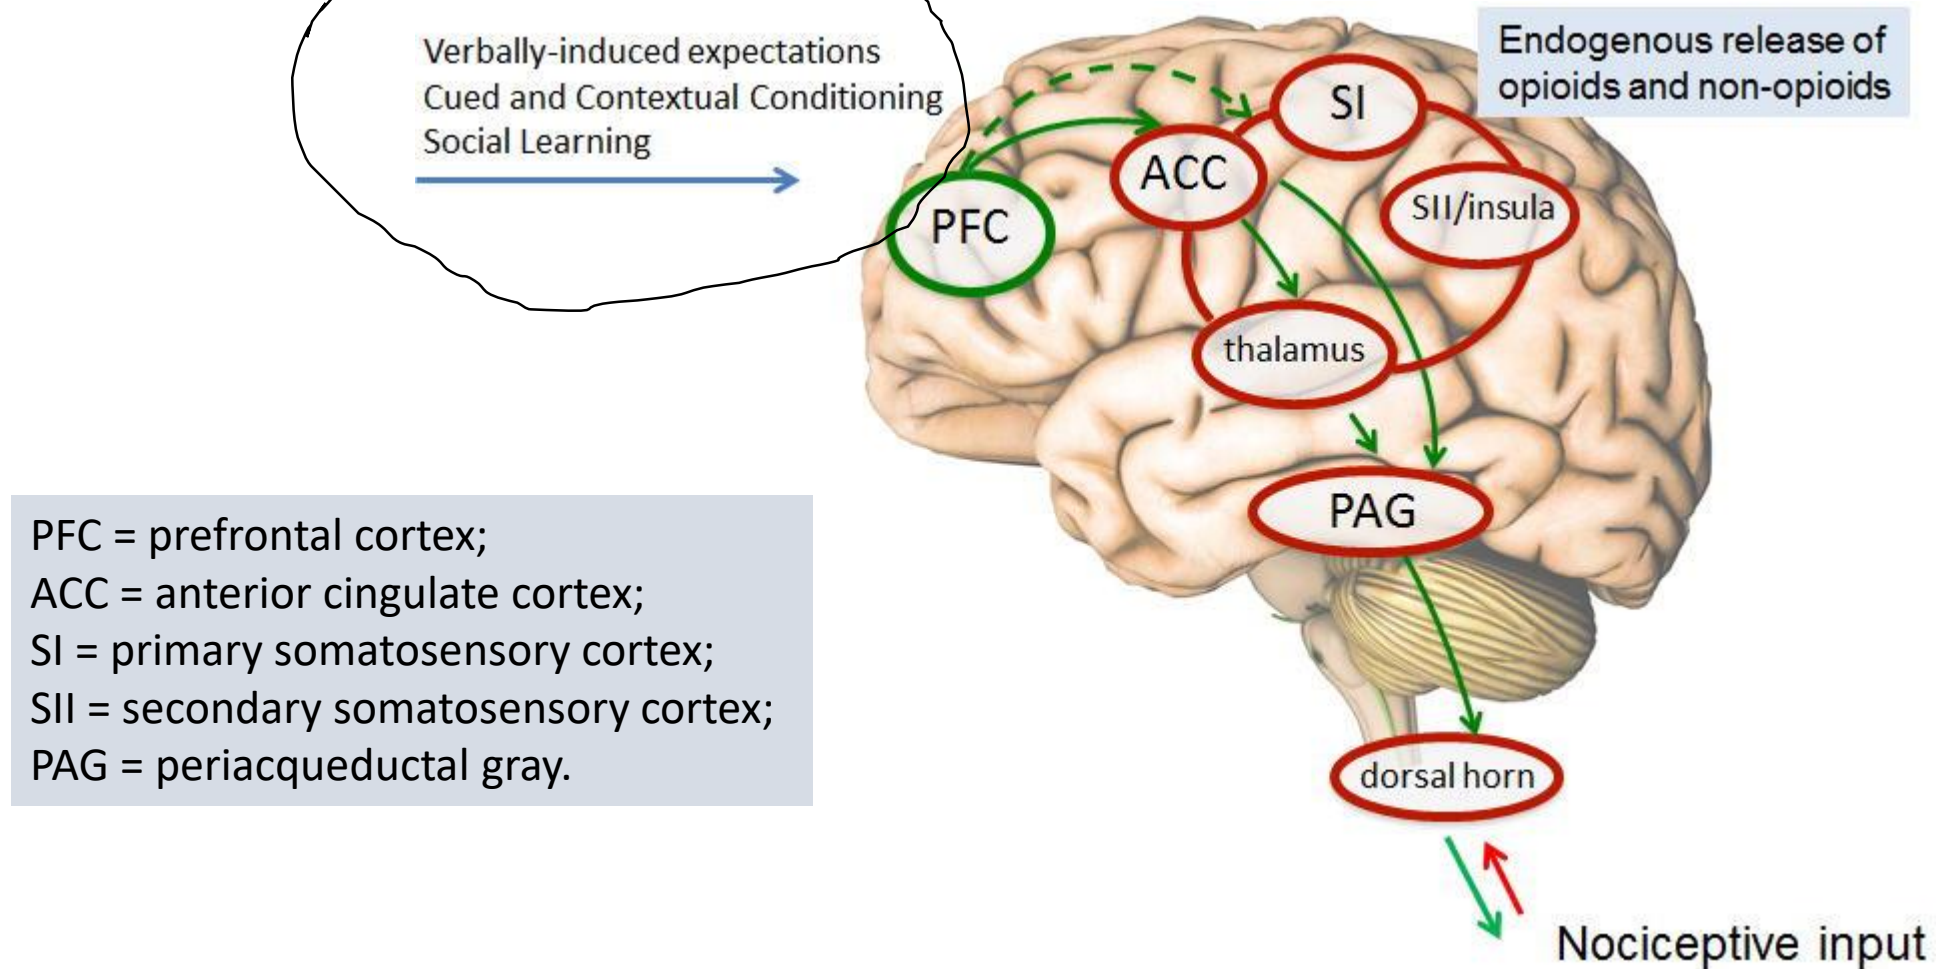 Verbally-induced expectations
Cued and Contextual Conditioning
Social Learning
Endogenous release of
opioids and non-opioids
SI
ACC
SII/insula
PFC
thalamus
PAG
PFC = prefrontal cortex;
ACC = anterior cingulate cortex;
SI = primary somatosensory cortex;
SII = secondary somatosensory cortex;
PAG = periacqueductal gray.
dorsal horn
Nociceptive input